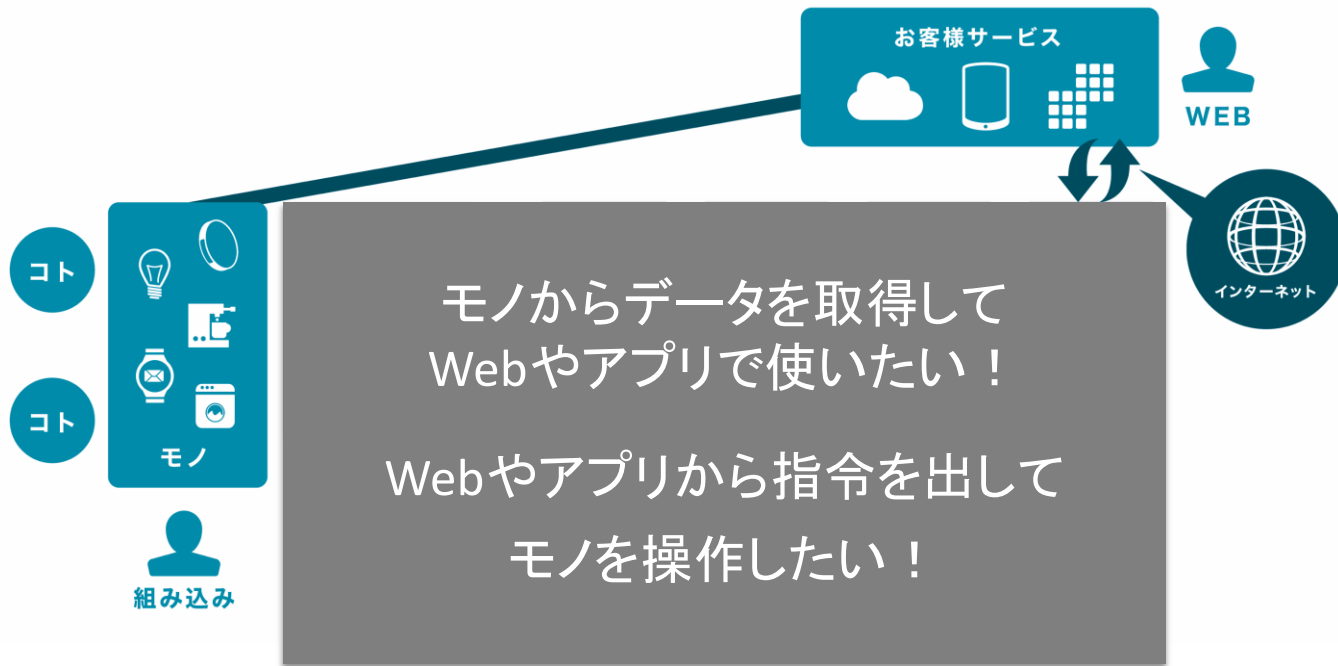 お客様サービス
WEB
インターネット
コト
コト
モノ
組み込み
モノからデータを取得して
Webやアプリで使いたい！
Webやアプリから指令を出して
モノを操作したい！